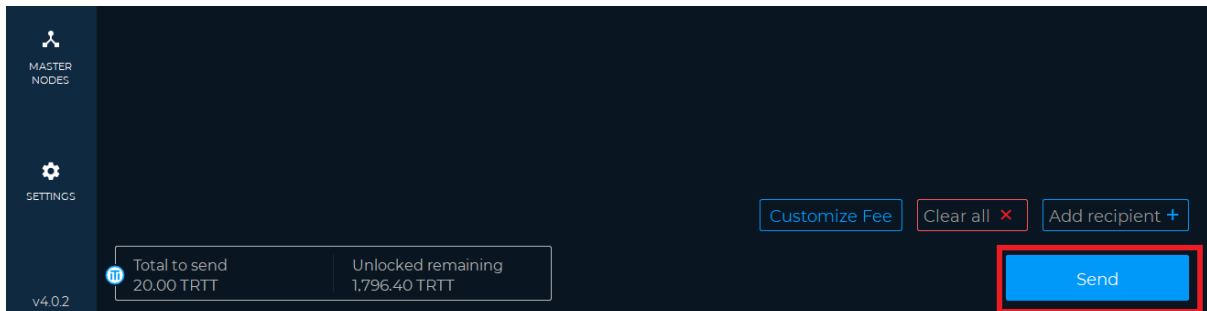 MASTER
NODES
SETTINGS
v4.0.2
Customize Fee
Clear all ✕
Add recipient +
Total to send
20.00 TRTT
Unlocked remaining
1,796.40 TRTT
Send